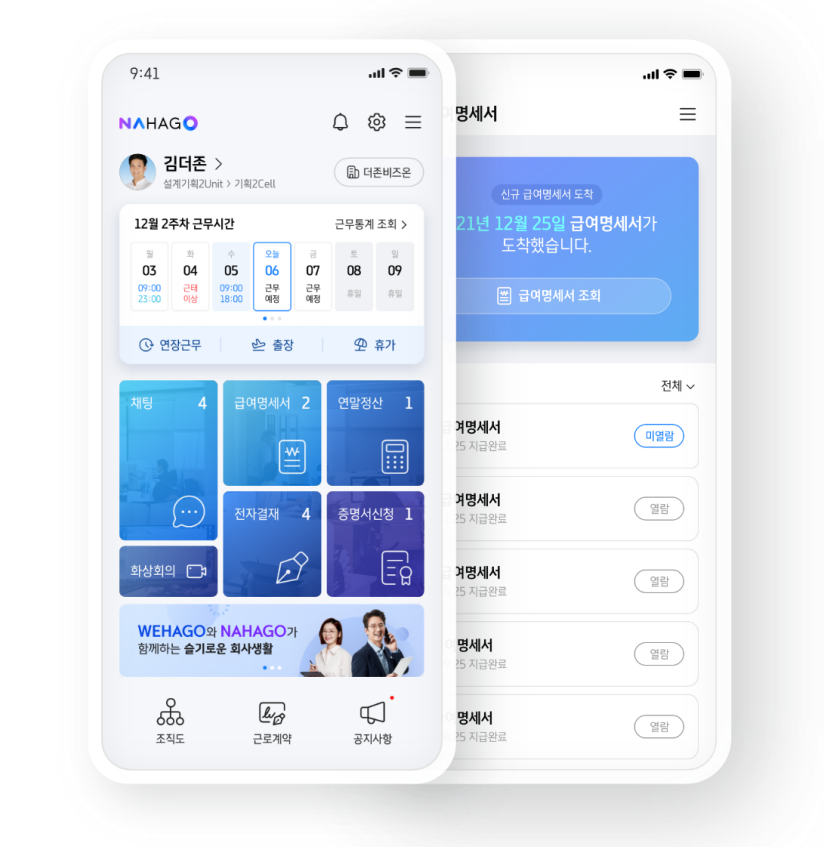 9:41
NAHAGO
김더존 >
설계기획2Unit > 기획2Cell
더존비즈온
12월 2주차 근무시간
근무통계 조회 >
월 화 수 오늘 금 토 일
03 04 05 06 07 08 09
09:00 근태 09:00 근무 근무 휴일 휴일
23:00 이상 18:00 예정 예정
연장근무 출장 휴가
채팅 4
급여명세서 2
연말정산 1
전자결재 4
증명서신청 1
화상회의
WEHAGO와 NAHAGO가
함께하는 슬기로운 회사생활
조직도 근로계약 공지사항
명세서
신규 급여명세서 도착
21년 12월 25일 급여명세서가
도착했습니다.
급여명세서 조회
전체
여명세서
25 지급완료
미열람
여명세서
25 지급완료
열람
여명세서
25 지급완료
열람
명세서
25 지급완료
열람
명세서
25 지급완료
열람